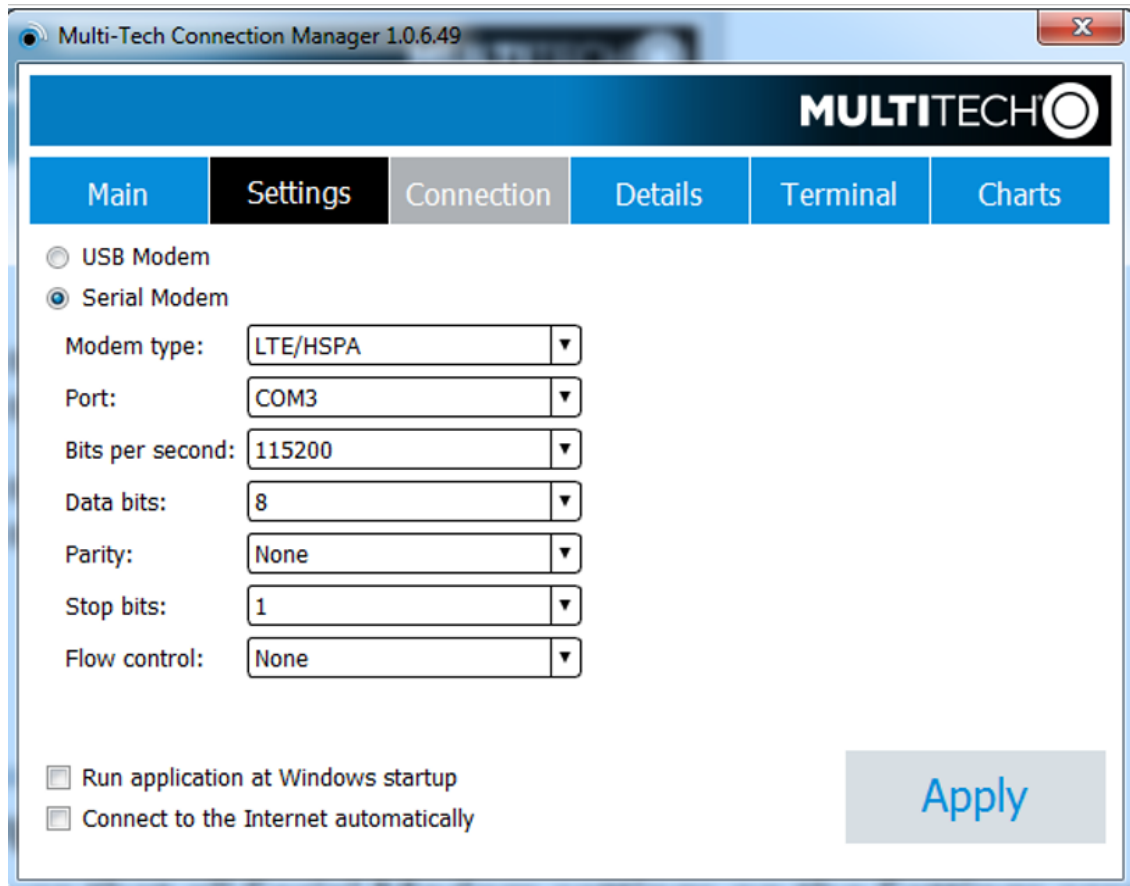 Multi-Tech Connection Manager 1.0.6.49
x
MULTITECH
Main Settings Connection Details Terminal Charts
USB Modem
Serial Modem
Modem type: LTE/HSPA
Port: COM3
Bits per second: 115200
Data bits: 8
Parity: None
Stop bits: 1
Flow control: None
Run application at Windows startup
Connect to the Internet automatically
Apply